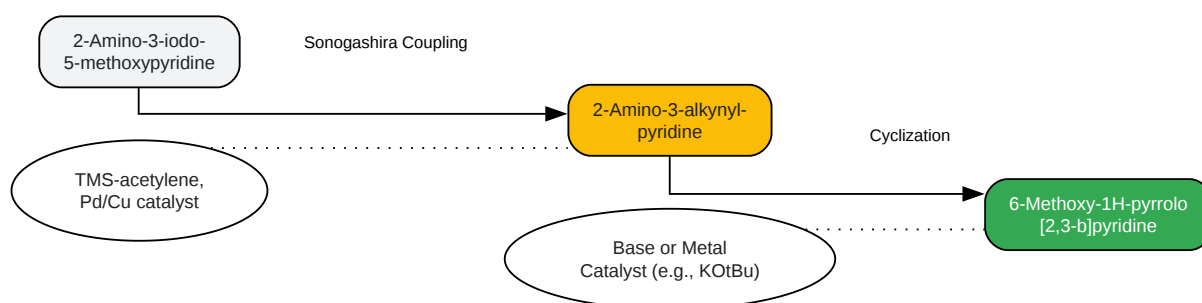 2-Amino-3-iodo-
5-methoxypyridine
Sonogashira Coupling
2-Amino-3-alkynyl-
pyridine
Cyclization
TMS-acetylene,
Pd/Cu catalyst
6-Methoxy-1H-pyrrolo
[2,3-b]pyridine
Base or Metal
Catalyst (e.g., KOtBu)